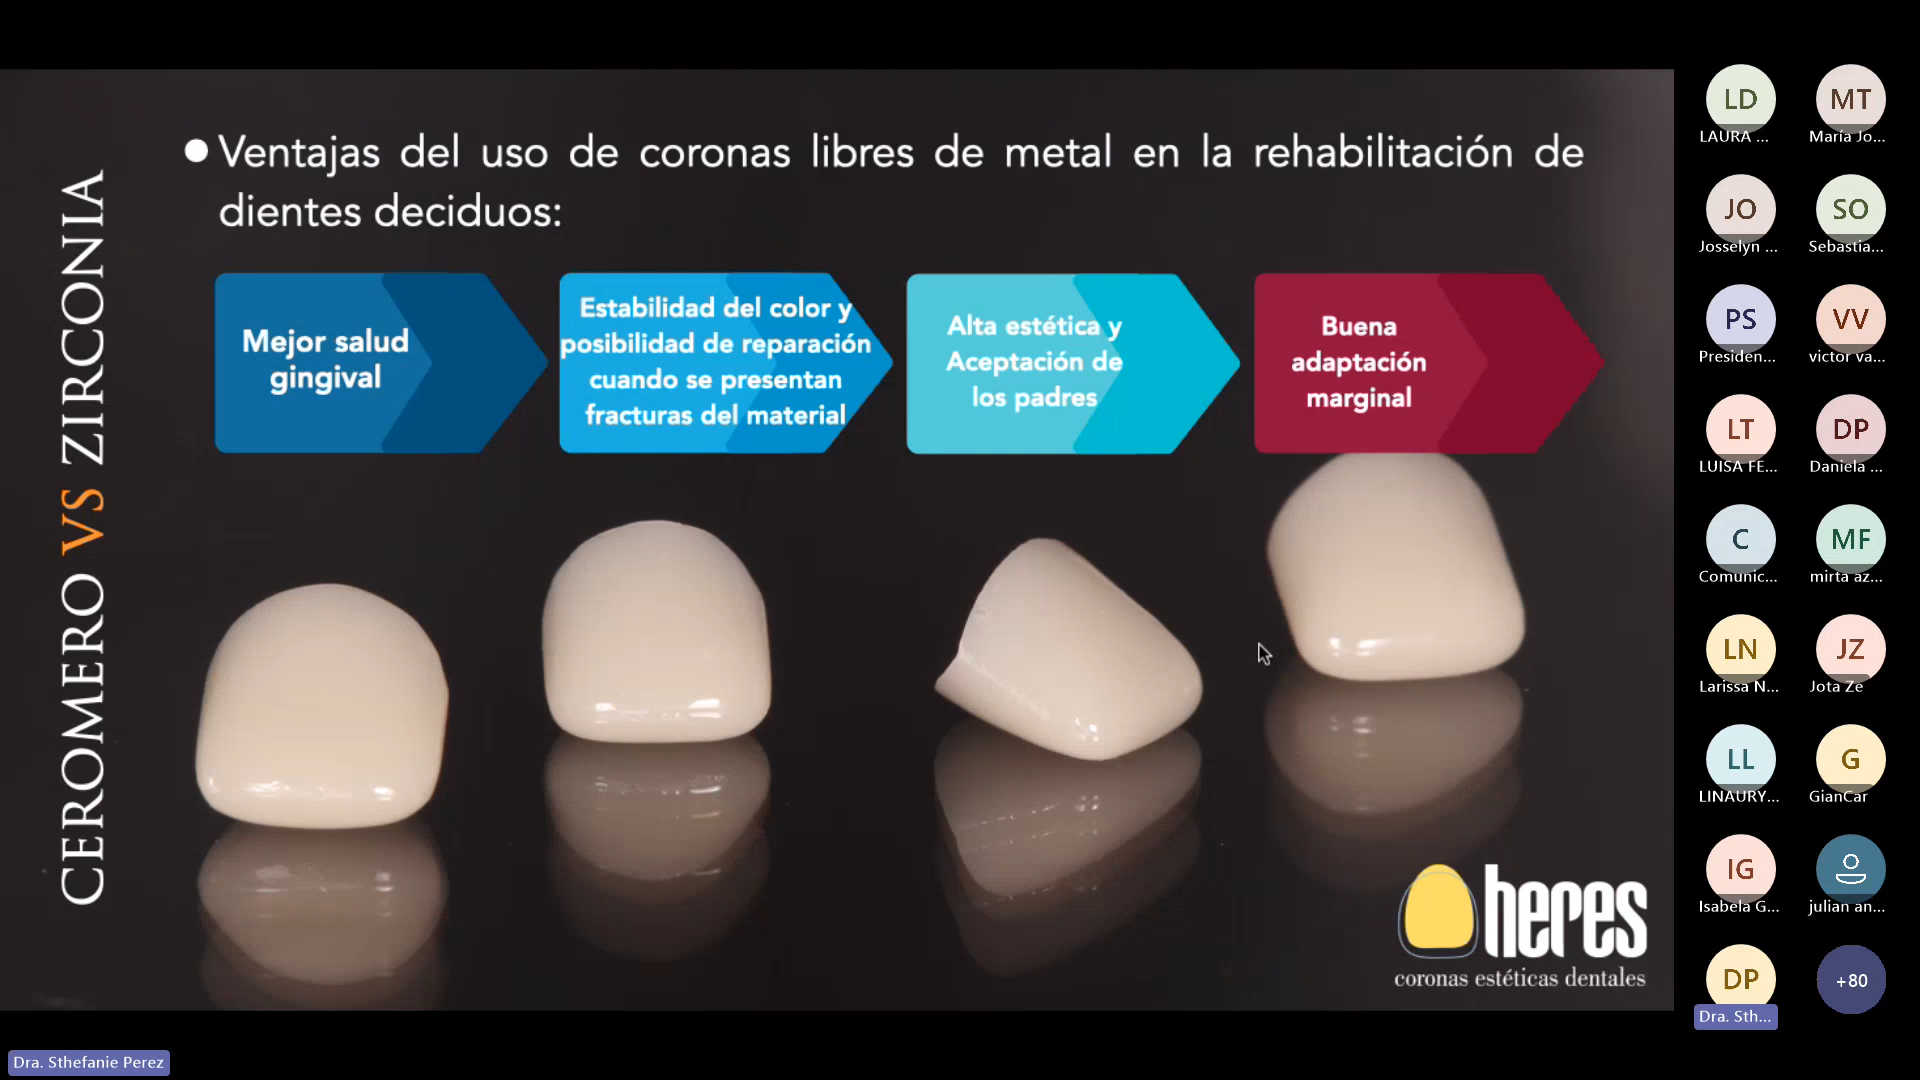 CEROMERO VS ZIRCONIA
Ventajas del uso de coronas libres de metal en la rehabilitación de
dientes deciduos:
Mejor salud
gingival
Estabilidad del color y
posibilidad de reparación
cuando se presentan
fracturas del material
Alta estética y
Aceptación de
los padres
Buena
adaptación
marginal
heres
coronas estéticas dentales
LD
LAURA ...
MT
María Jo...
JO
Josselyn ...
SO
Sebastia...
PS
Presiden...
VV
victor va...
LT
LUISA FE...
DP
Daniela ...
C
Comunic...
MF
mirta az...
LN
Larissa N...
JZ
Jota Ze
LL
LINAURY...
G
GianCar
IG
Isabela G...
julian an...
DP
Dra. Sth...
+80
Dra. Sthefanie Perez